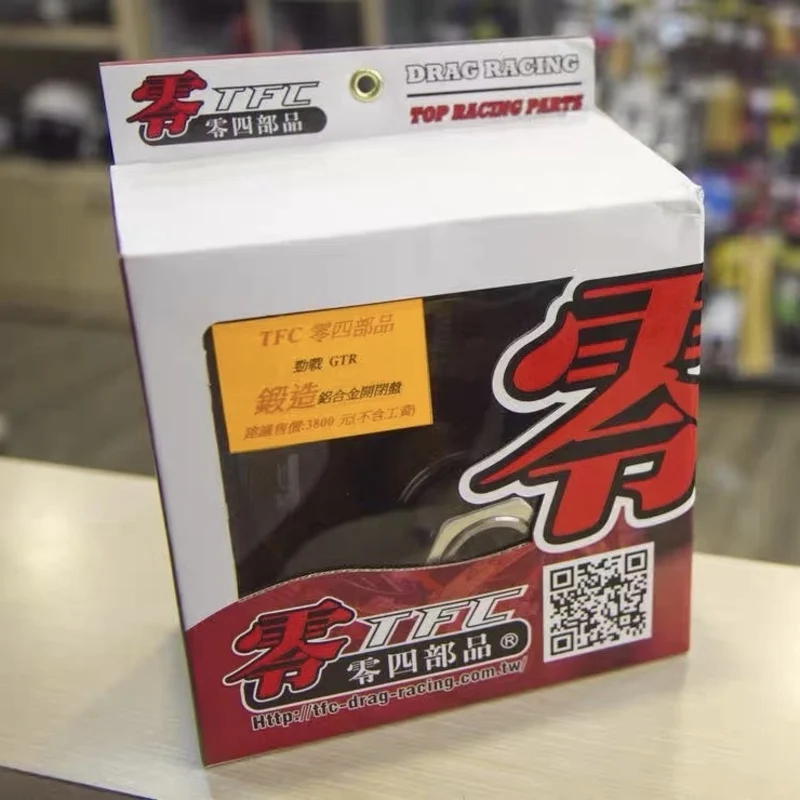 零 TFC
零四部品
DRAG RACING
TOP RACING PARTS
TFC 零四部品
勁戰 GTR
鍛造鋁合金開閉盤
建議售價:3800 元(不含工資)
零
零 TFC
零四部品®
Http://tfc-drag-racing.com.tw/